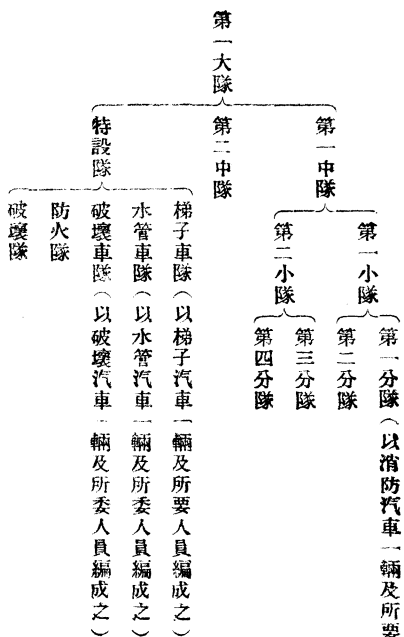 第一大隊
第一中隊
第一小隊
第一分隊(以消防汽車一輛及所要
第二分隊
第二小隊
第三分隊
第四分隊
第二中隊
特設隊
梯子車隊(以梯子汽車一輛及所要人員編成之)
水管車隊(以水管汽車一輛及所委人員編成之)
破壞車隊(以破壞汽車一輛及所委人員編成之)
防火隊
破壞隊